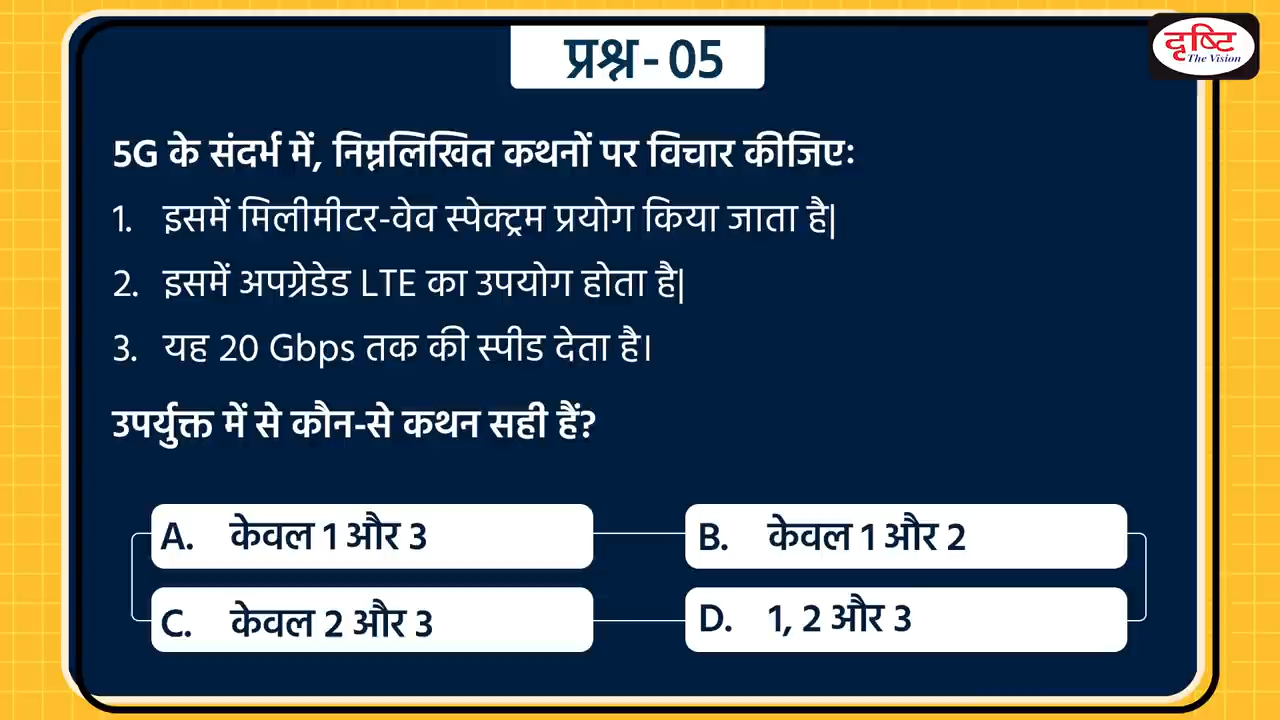 प्रश्न- 05
दृष्टि
The Vision
5G के संदर्भ में, निम्नलिखित कथनों पर विचार कीजिए:
1. इसमें मिलीमीटर-वेव स्पेक्ट्रम प्रयोग किया जाता है|
2. इसमें अपग्रेडेड LTE का उपयोग होता है|
3. यह 20 Gbps तक की स्पीड देता है।
उपर्युक्त में से कौन-से कथन सही हैं?
A. केवल 1 और 3
B. केवल 1 और 2
C. केवल 2 और 3
D. 1, 2 और 3